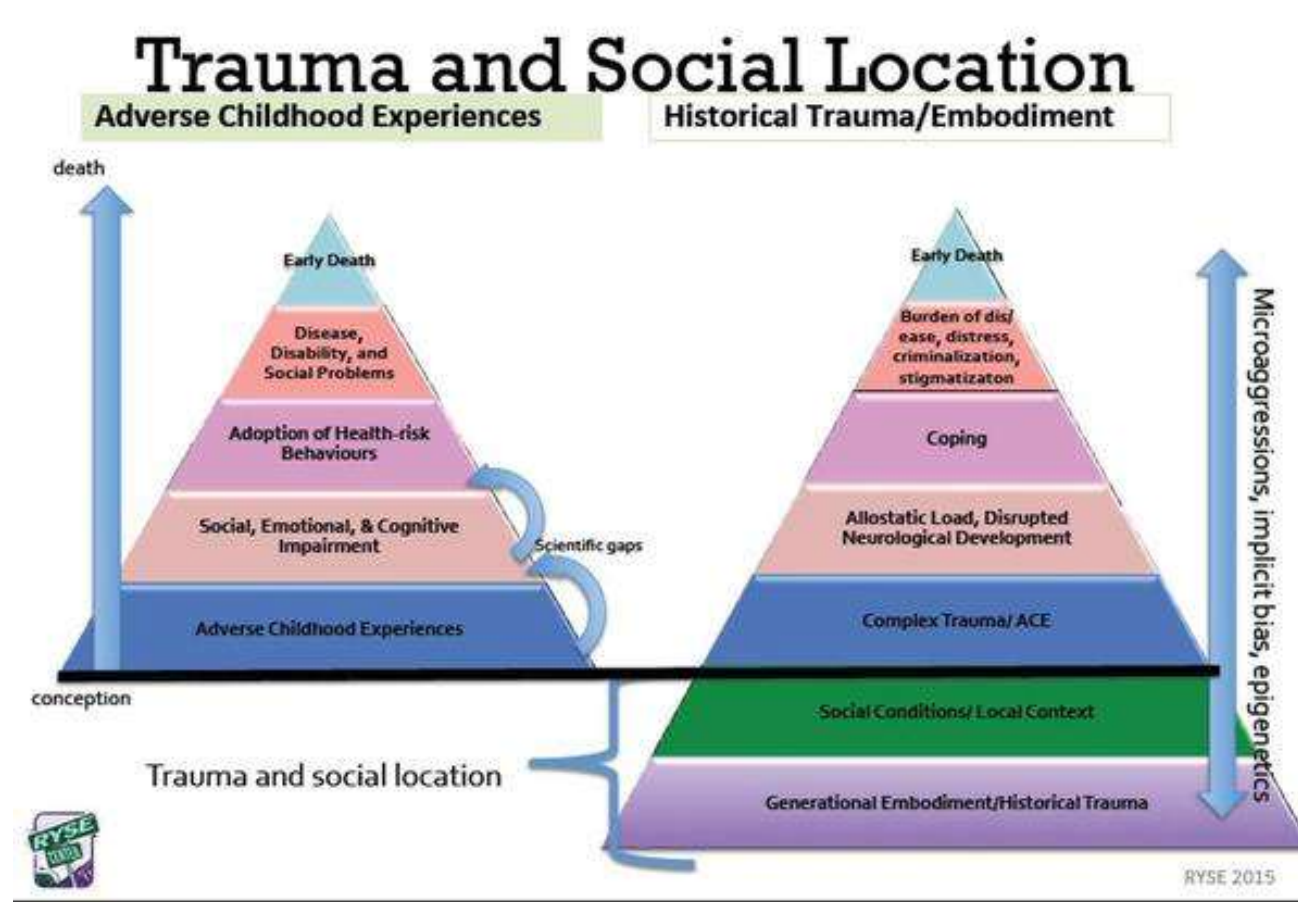 Trauma and Social Location
Adverse Childhood Experiences
Historical Trauma/Embodiment
death
Early Death
Disease,
Disability, and
Social Problems
Adoption of Health-risk
Behaviours
Social, Emotional, & Cognitive
Impairment
Scientific gaps
Adverse Childhood Experiences
conception
Trauma and social location
Early Death
Burden of dis/
ease, distress,
criminalization,
stigmatizaton
Coping
Allostatic Load, Disrupted
Neurological Development
Complex Trauma/ ACE
Social Conditions/ Local Context
Generational Embodiment/Historical Trauma
Microaggressions, implicit bias, epigenetics
RYSE
CENTER
RYSE 2015